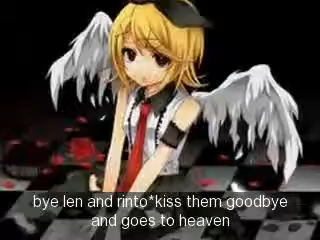 bye len and rinto*kiss them goodbye
and goes to heaven